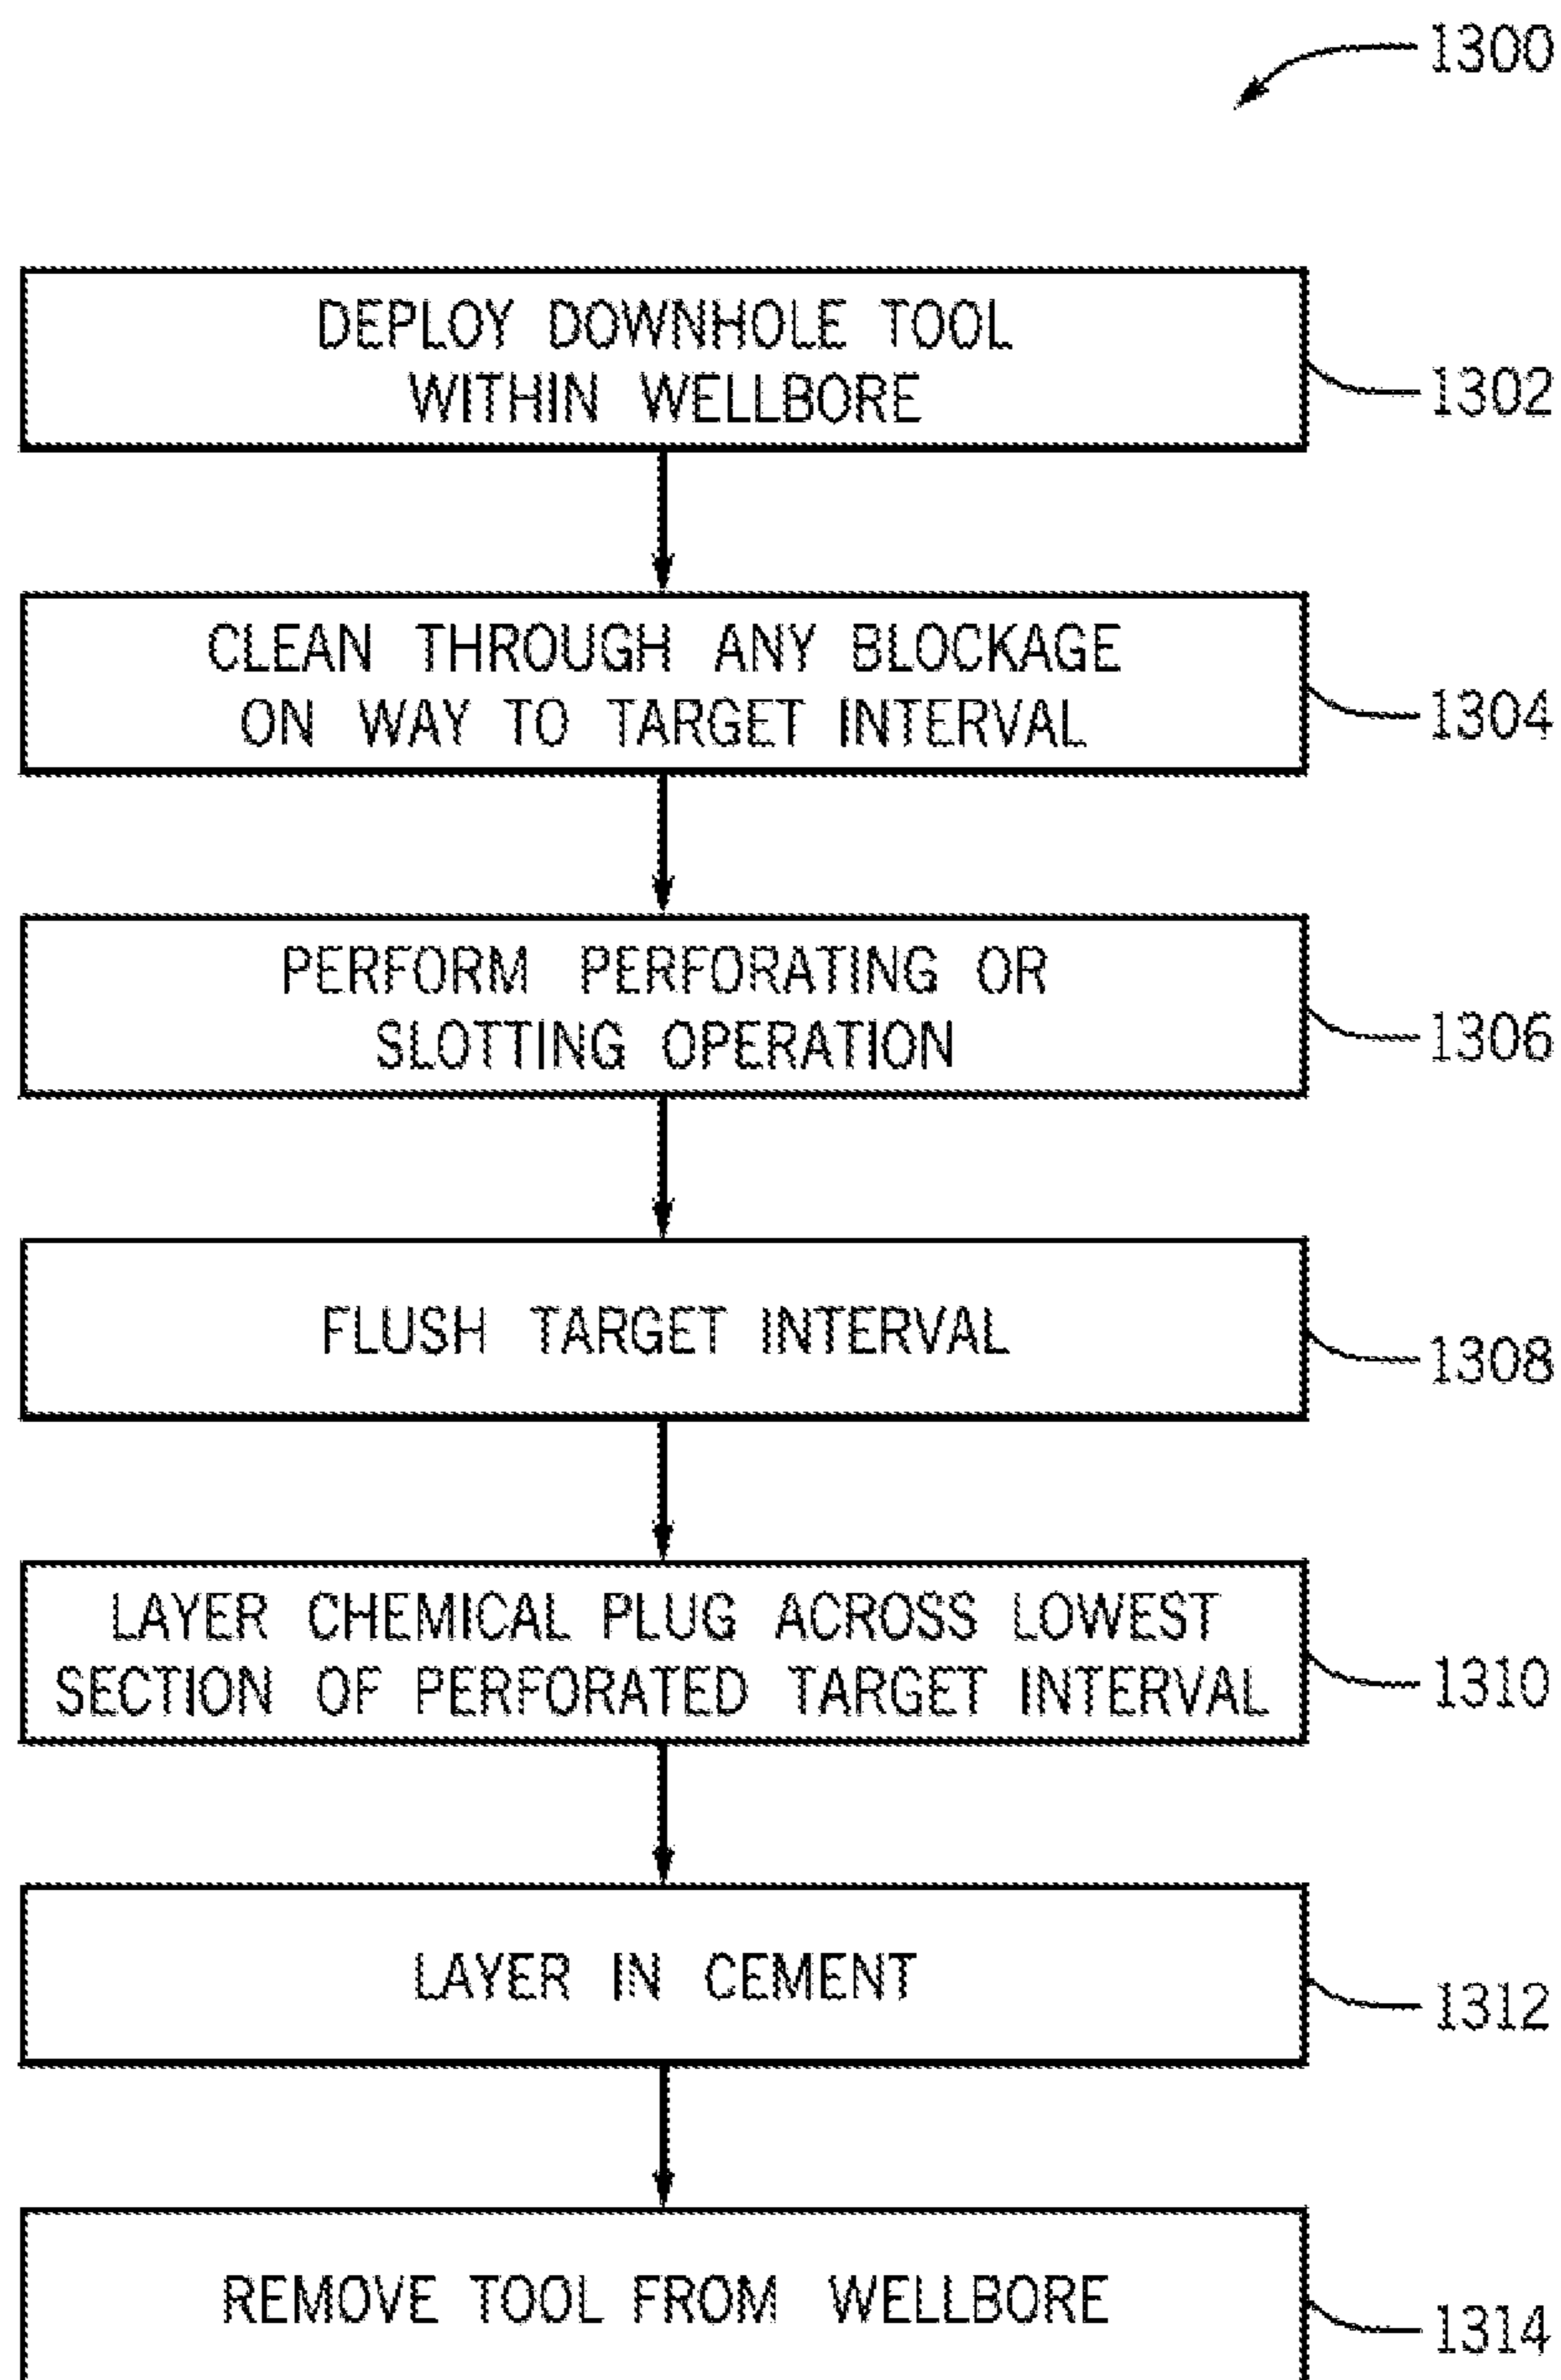 1300
DEPLOY DOWNHOLE TOOL
WITHIN WELLBORE
1302
CLEAN THROUGH ANY BLOCKAGE
ON WAY TO TARGET INTERVAL
1304
PERFORM PERFORATING OR
SLOTTING OPERATION
1306
FLUSH TARGET INTERVAL
1308
LAYER CHEMICAL PLUG ACROSS LOWEST
SECTION OF PERFORATED TARGET INTERVAL
1310
LAYER IN CEMENT
1312
REMOVE TOOL FROM WELLBORE
1314